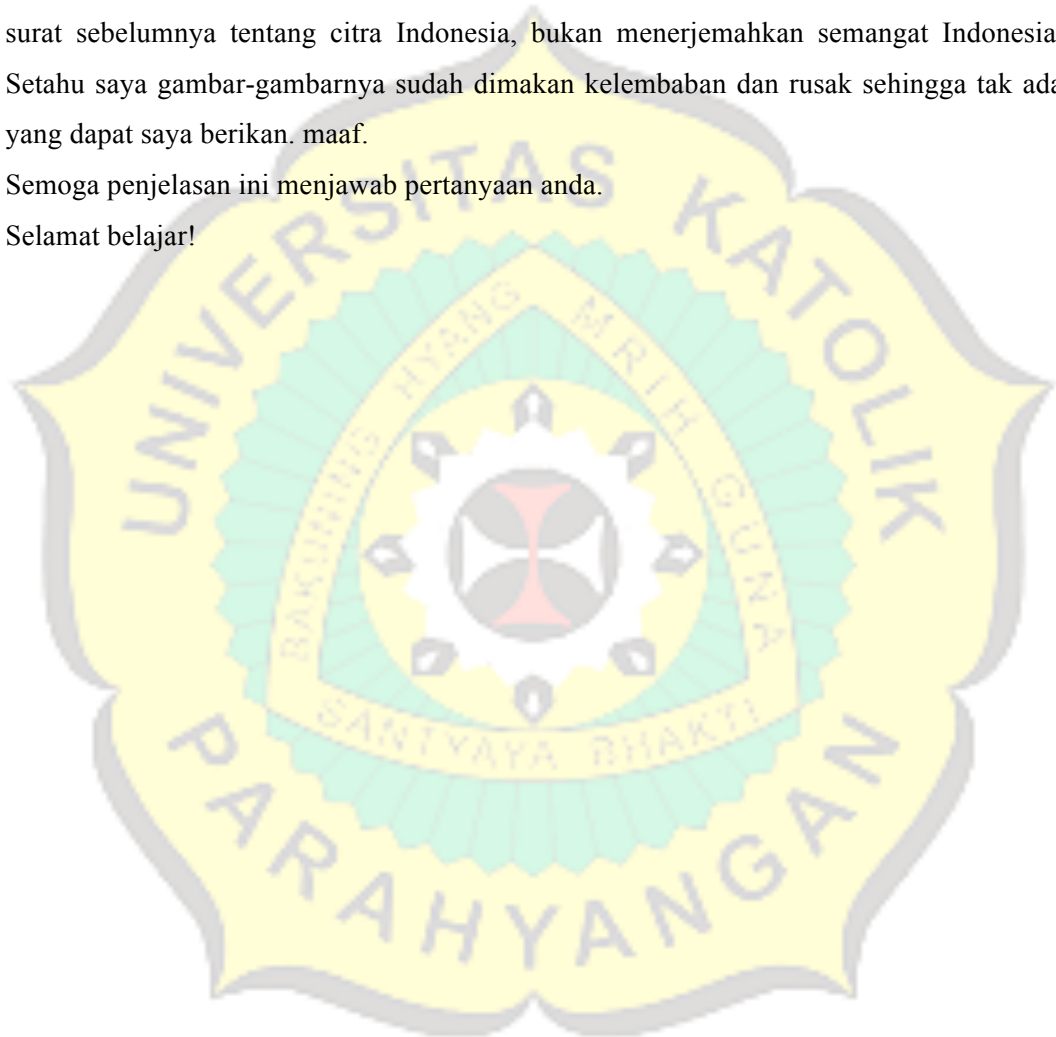 surat sebelumnya tentang citra Indonesia, bukan menerjemahkan semangat Indonesia
Setahu saya gambar-gambarnya sudah dimakan kelembaban dan rusak sehingga tak ada
yang dapat saya berikan. maaf.
Semoga penjelasan ini menjawab pertanyaan anda.
Selamat belajar!
UNIVERSITAS KATOLIK
PARAHYANGAN
BAKUNING HYANG MRIH GUNA
SANTYAYA BHAKTI